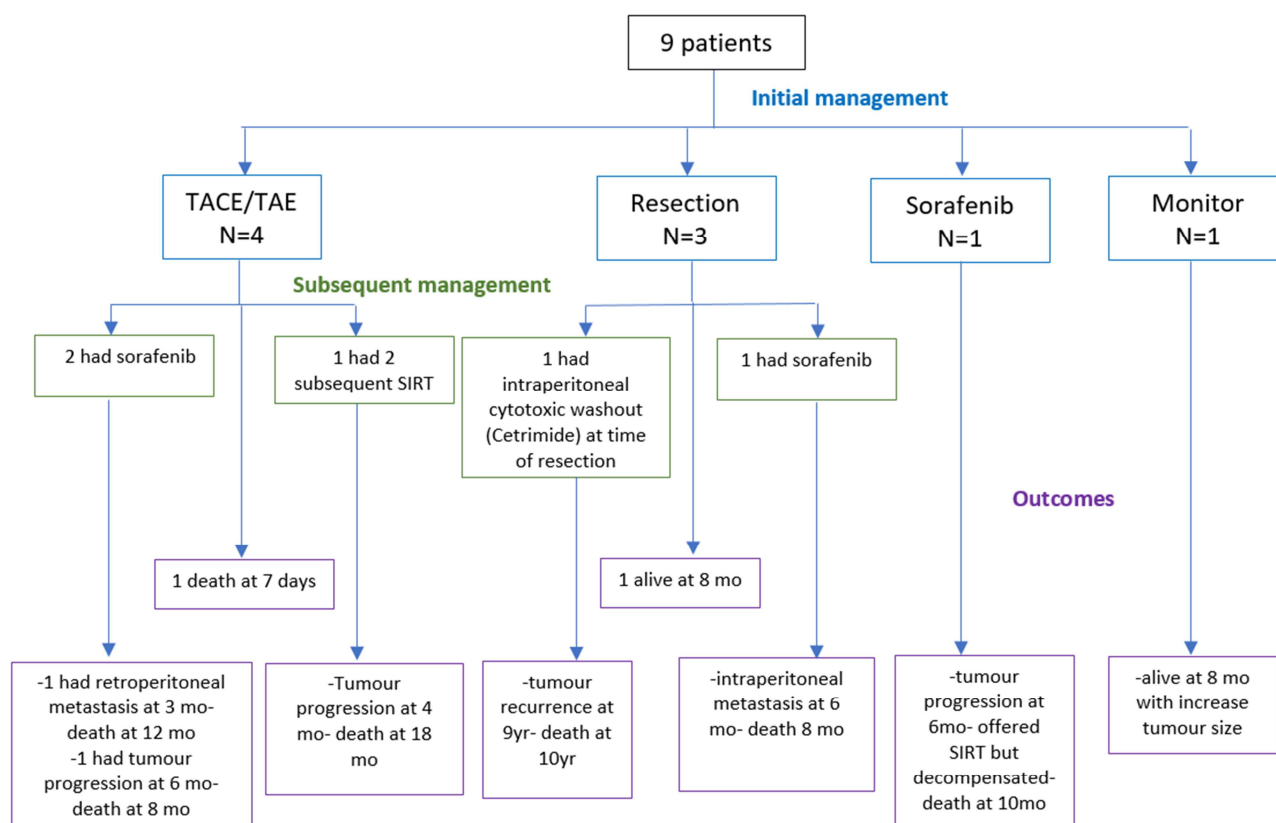 9 patients
Initial management
TACE/TAE
N=4
Resection
N=3
Sorafenib
N=1
Monitor
N=1
Subsequent management
2 had sorafenib
1 had 2
subsequent SIRT
1 had
intraperitoneal
cytotoxic washout
(Cetrimide) at time
of resection
1 had sorafenib
Outcomes
1 death at 7 days
1 alive at 8 mo
-1 had retroperitoneal
metastasis at 3 mo-
death at 12 mo
-1 had tumour
progression at 6 mo-
death at 8 mo
-Tumour
progression at 4
mo- death at 18
mo
-tumour
recurrence at
9yr- death at
10yr
-intraperitoneal
metastasis at 6
mo- death 8 mo
-tumour
progression at
6mo- offered
SIRT but
decompensated-
death at 10mo
-alive at 8 mo
with increase
tumour size